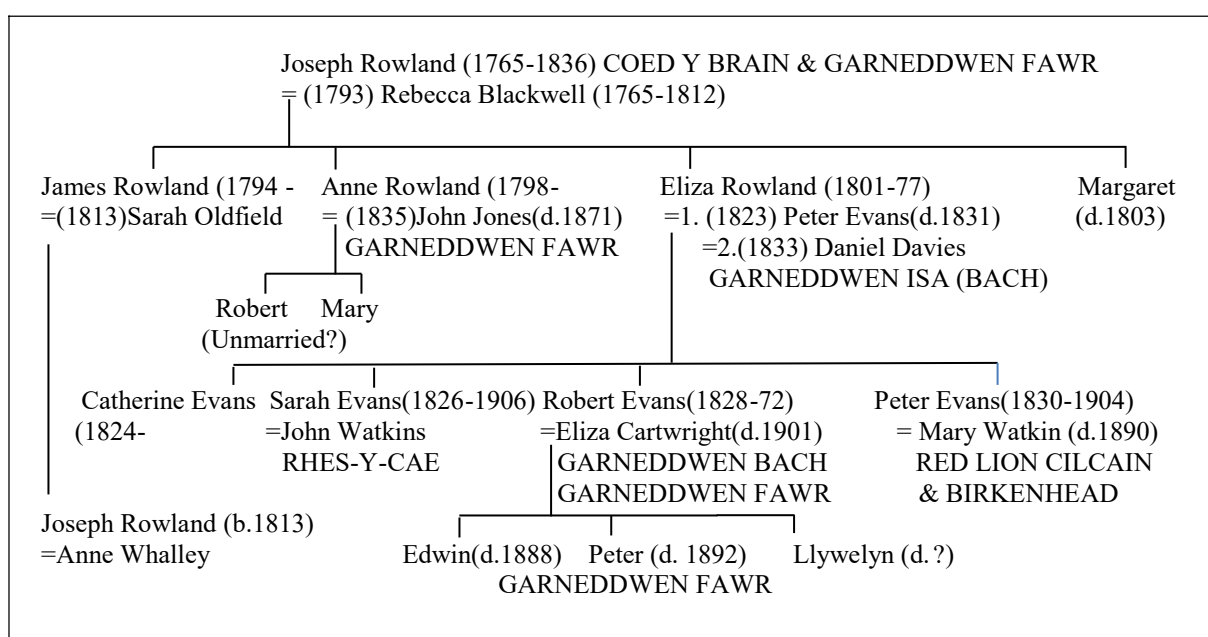 Joseph Rowland (1765-1836) COED Y BRAIN & GARNEDDWEN FAWR
= (1793) Rebecca Blackwell (1765-1812)
James Rowland (1794 -
=(1813)Sarah Oldfield
Anne Rowland (1798-
= (1835)John Jones(d.1871)
GARNEDDWEN FAWR
Eliza Rowland (1801-77)
=1. (1823) Peter Evans(d.1831)
=2.(1833) Daniel Davies
GARNEDDWEN ISA (BACH)
Margaret
(d.1803)
Robert Mary
(Unmarried?)
Catherine Evans
(1824-
Sarah Evans(1826-1906)
=John Watkins
RHES-Y-CAE
Robert Evans(1828-72)
=Eliza Cartwright(d.1901)
GARNEDDWEN BACH
GARNEDDWEN FAWR
Peter Evans(1830-1904)
= Mary Watkin (d.1890)
RED LION CILCAIN
& BIRKENHEAD
Joseph Rowland (b.1813)
=Anne Whalley
Edwin(d.1888) Peter (d. 1892) Llywelyn (d. ?)
GARNEDDWEN FAWR